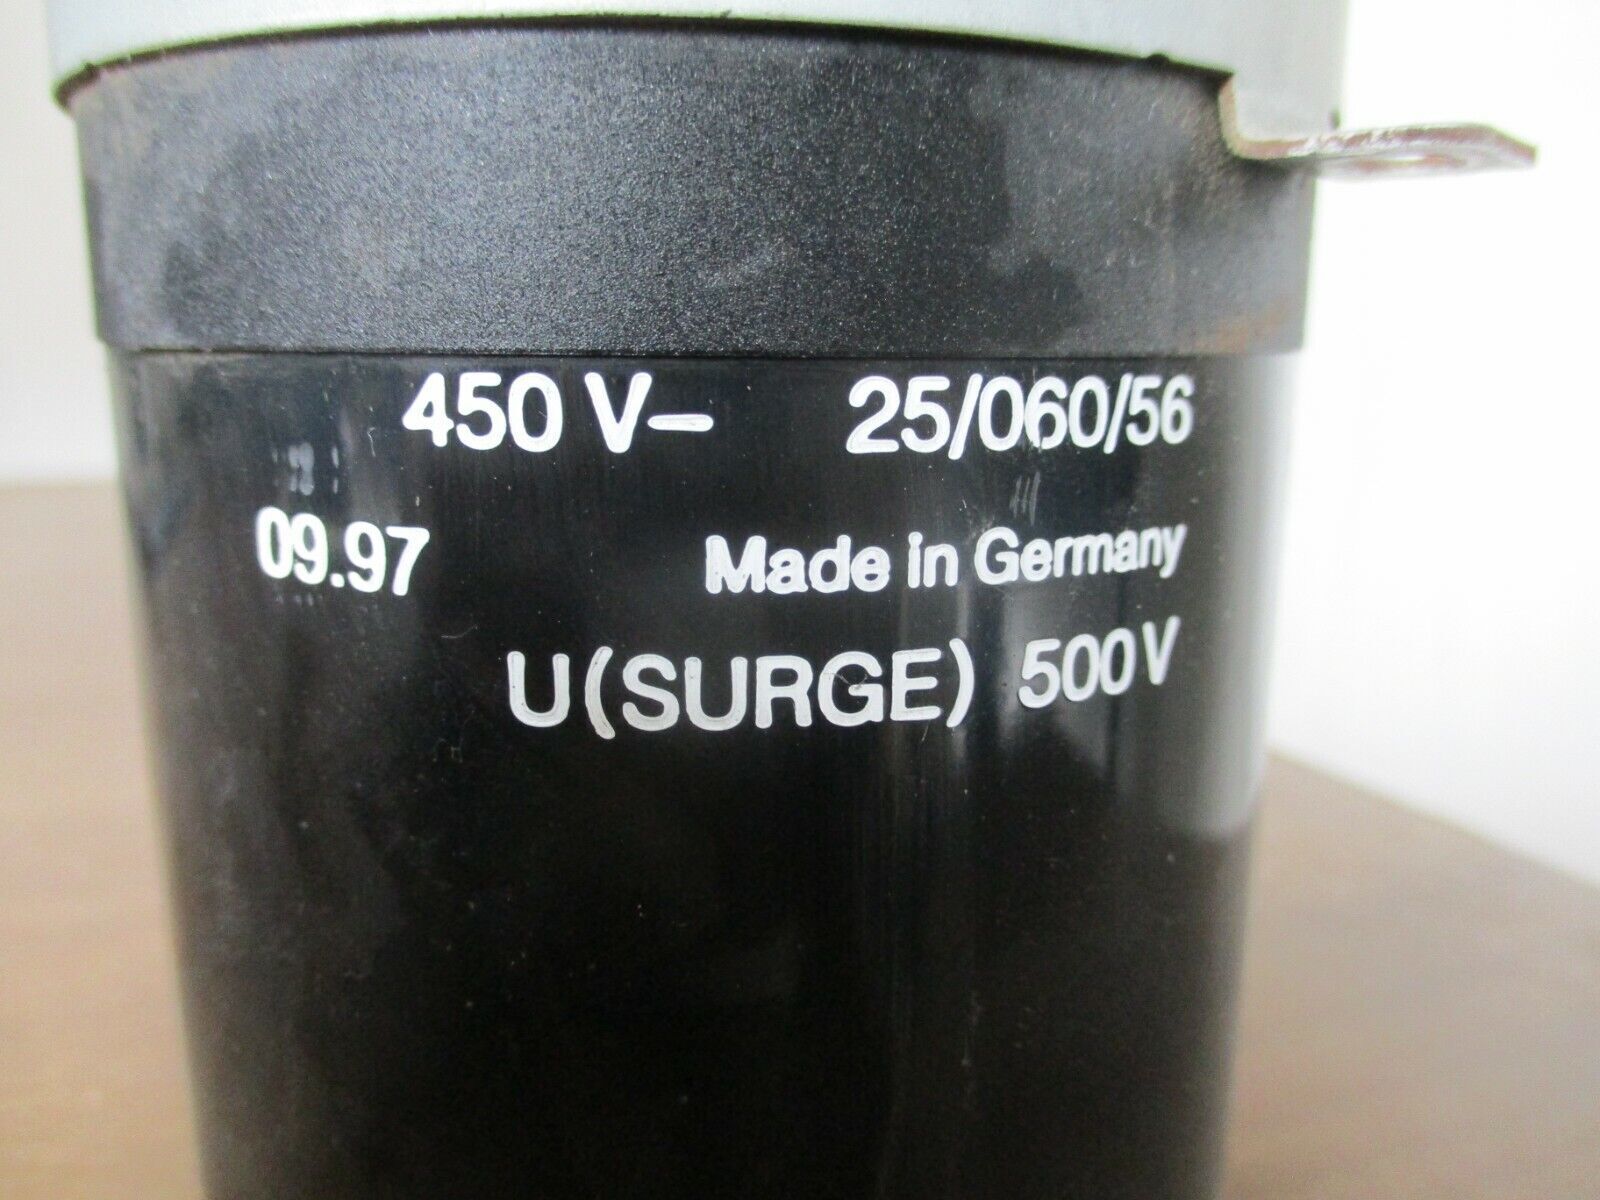 450 V– 25/060/56
09.97 Made in Germany
U(SURGE) 500V